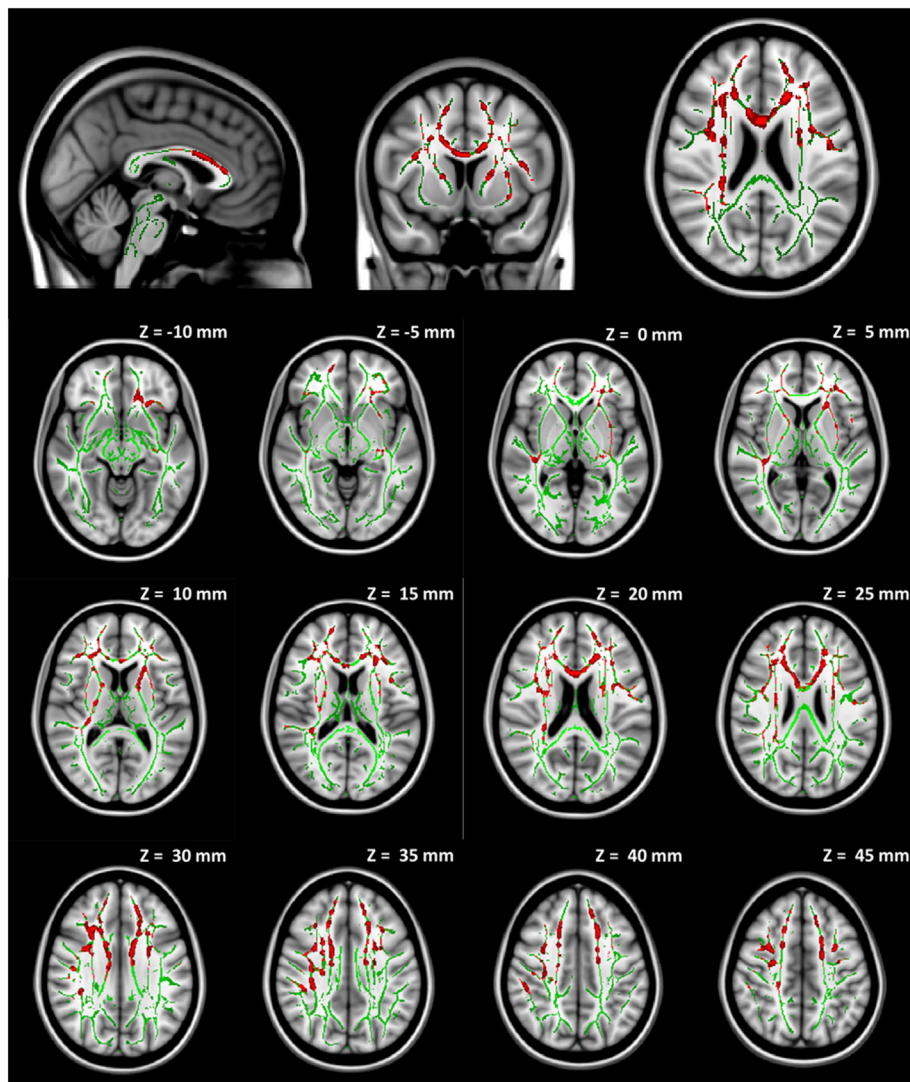 Z = -10 mm
Z = -5 mm
Z = 0 mm
Z = 5 mm
Z = 10 mm
Z = 15 mm
Z = 20 mm
Z = 25 mm
Z = 30 mm
Z = 35 mm
Z = 40 mm
Z = 45 mm